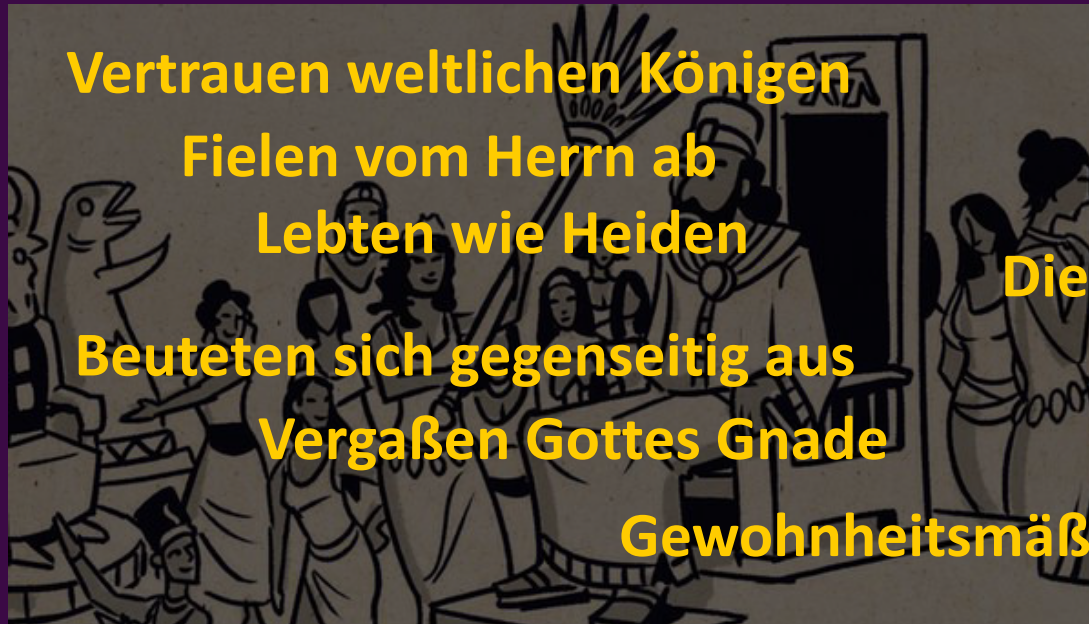 Vertrauen weltlichen Königen
Fielen vom Herrn ab
Lebten wie Heiden
Die
Beuteten sich gegenseitig aus
Vergaßen Gottes Gnade
Gewohnheitsmäß